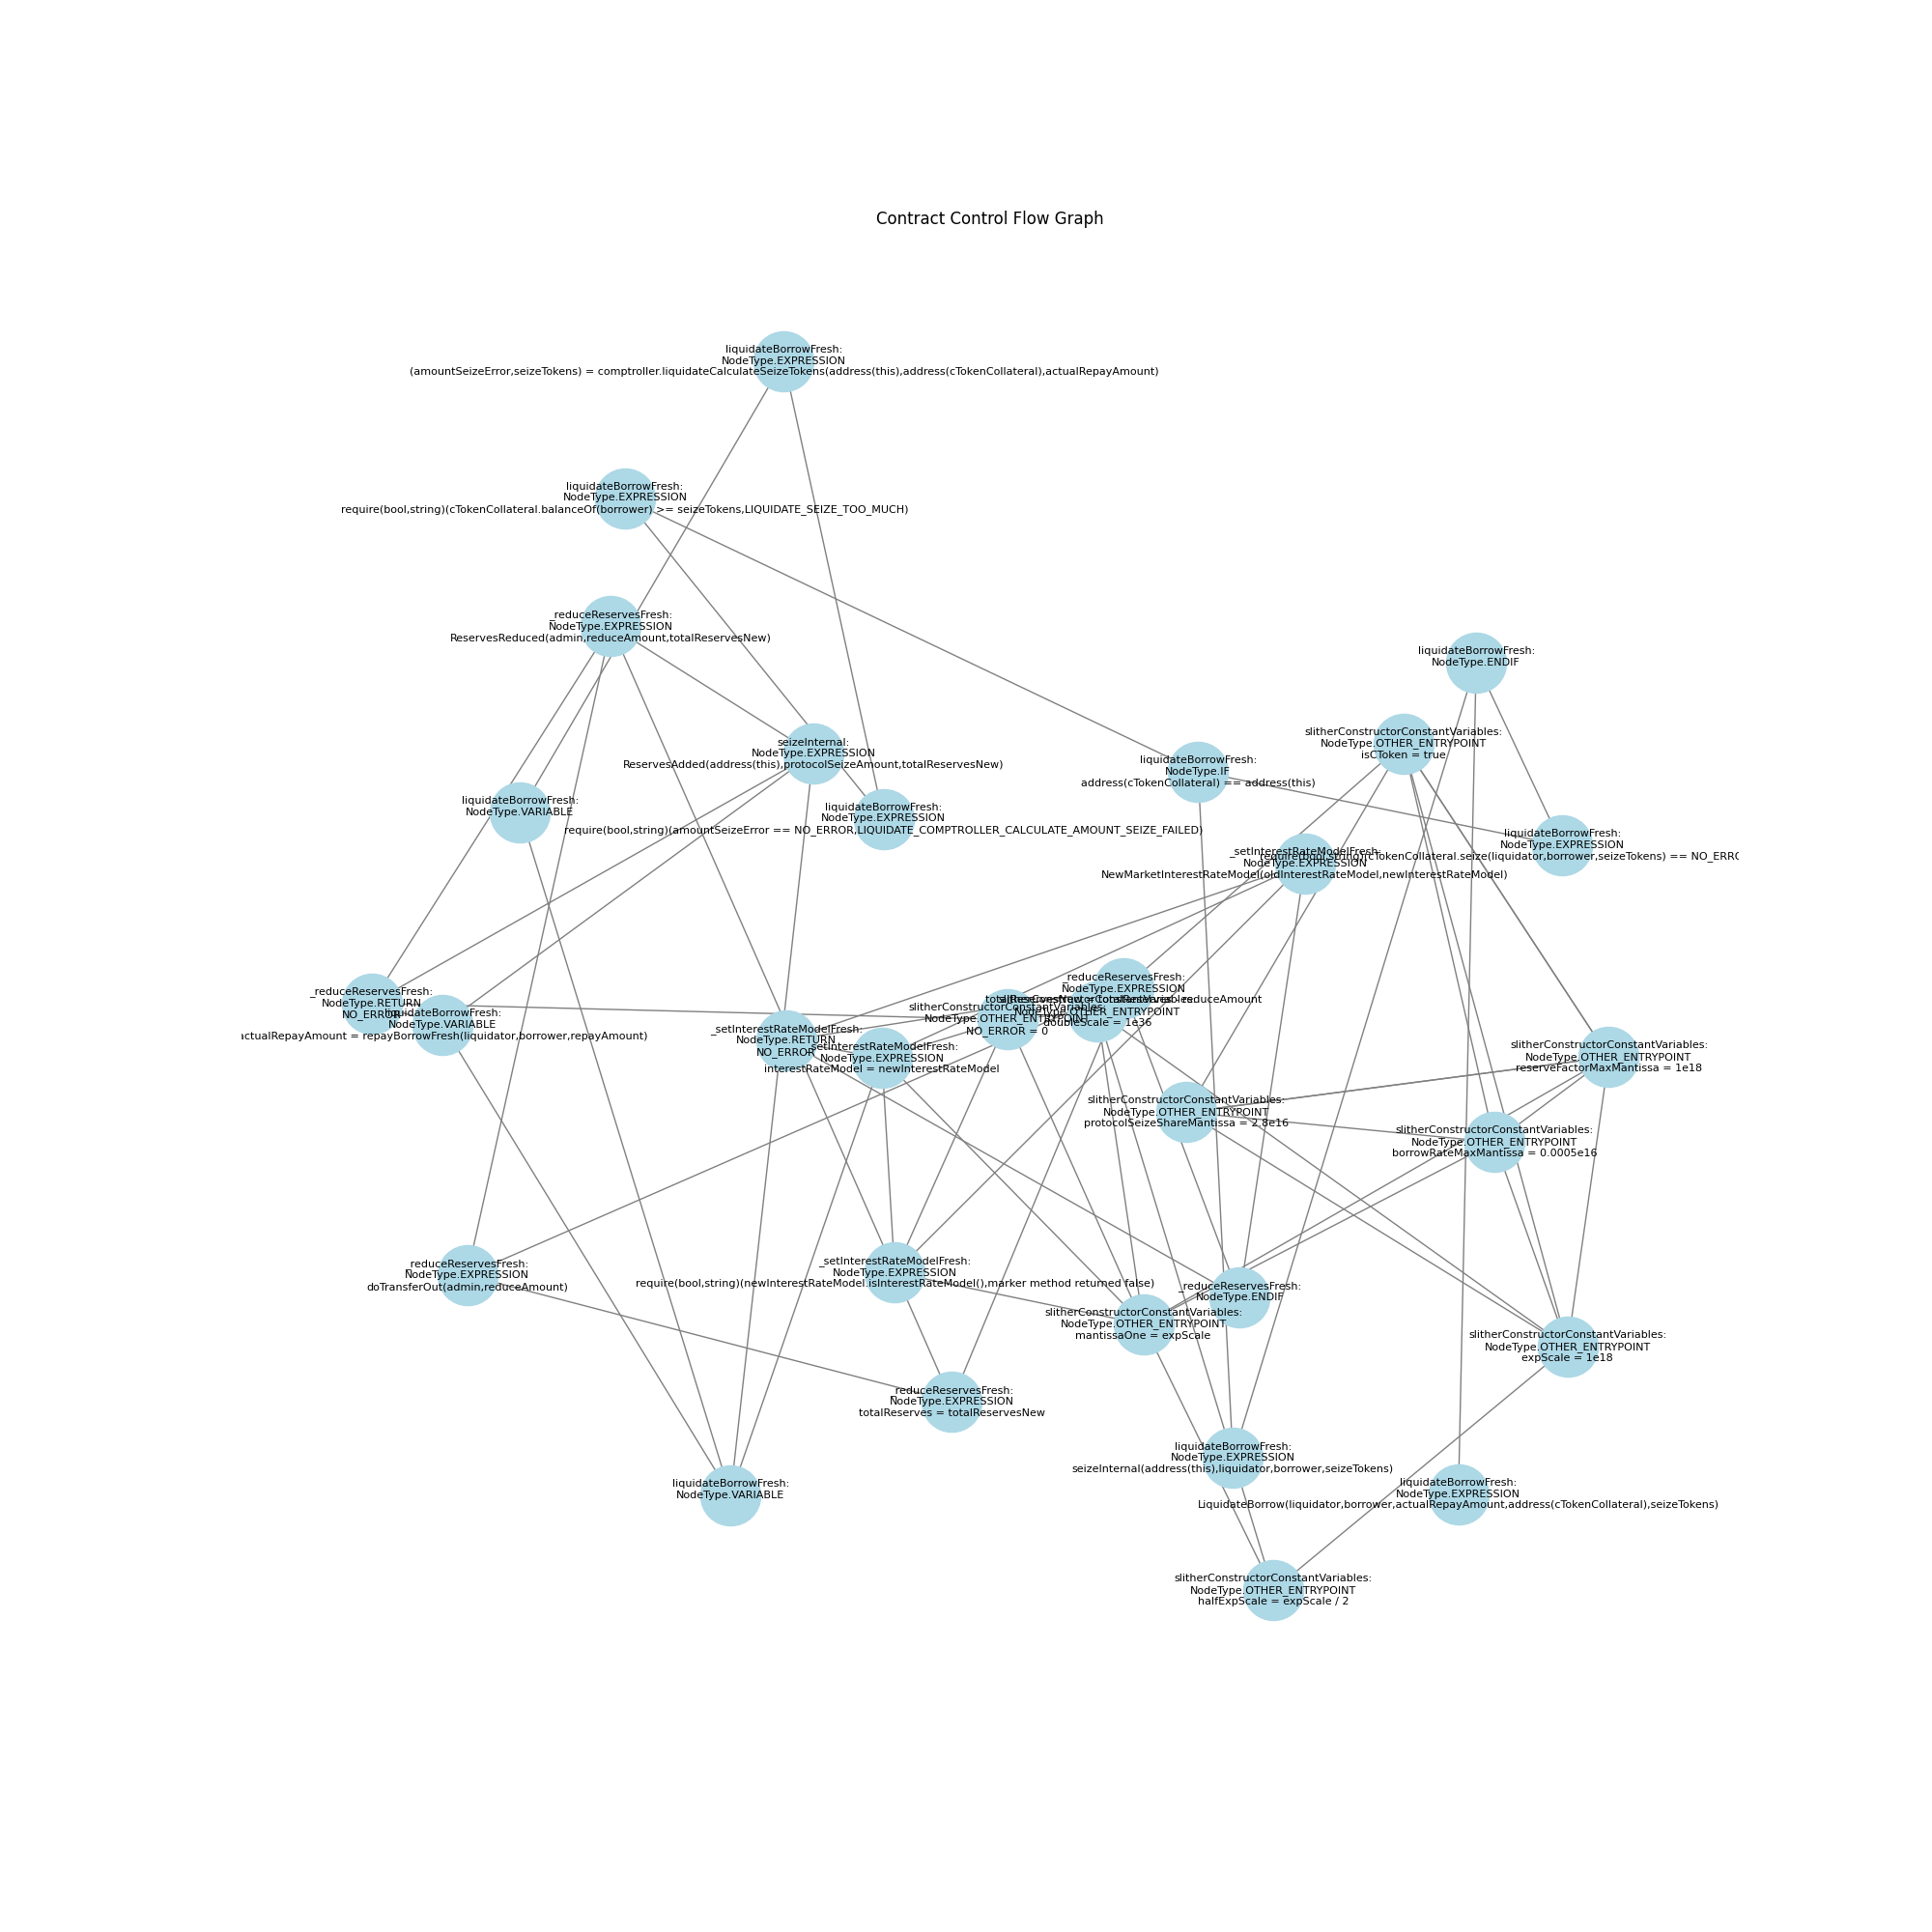 Contract Control Flow Graph
liquidateBorrowFresh:
NodeType.EXPRESSION
(amountSeizeError,seizeTokens) = comptroller.liquidateCalculateSeizeTokens(address(this),address(cTokenCollateral),actualRepayAmount)
liquidateBorrowFresh:
NodeType.EXPRESSION
require(bool,string)(cTokenCollateral.balanceOf(borrower) >= seizeTokens,LIQUIDATE_SEIZE_TOO_MUCH)
_reduceReservesFresh:
NodeType.EXPRESSION
ReservesReduced(admin,reduceAmount,totalReservesNew)
liquidateBorrowFresh:
NodeType.ENDIF
slitherConstructorConstantVariables:
NodeType.OTHER_ENTRYPOINT
isCToken = true
seizeInternal:
NodeType.EXPRESSION
ReservesAdded(address(this),protocolSeizeAmount,totalReservesNew)
liquidateBorrowFresh:
NodeType.IF
address(cTokenCollateral) == address(this)
liquidateBorrowFresh:
NodeType.VARIABLE
liquidateBorrowFresh:
NodeType.EXPRESSION
require(bool,string)(amountSeizeError == NO_ERROR,LIQUIDATE_COMPTROLLER_CALCULATE_AMOUNT_SEIZE_FAILED)
liquidateBorrowFresh:
NodeType.EXPRESSION
require(bool,string)(cTokenCollateral.seize(liquidator,borrower,seizeTokens) == NO_ERRO
_setInterestRateModelFresh:
NodeType.EXPRESSION
NewMarketInterestRateModel(oldInterestRateModel,newInterestRateModel)
_reduceReservesFresh:
NodeType.EXPRESSION
totalReservesNew = totalReserves - reduceAmount
slitherConstructorConstantVariables:
NodeType.OTHER_ENTRYPOINT
doubleScale = 1e36
_reduceReservesFresh:
NodeType.RETURN
NO_ERROR
liquidateBorrowFresh:
NodeType.VARIABLE
actualRepayAmount = repayBorrowFresh(liquidator,borrower,repayAmount)
slitherConstructorConstantVariables:
NodeType.OTHER_ENTRYPOINT
NO_ERROR = 0
_setInterestRateModelFresh:
NodeType.RETURN
NO_ERROR
_setInterestRateModelFresh:
NodeType.EXPRESSION
interestRateModel = newInterestRateModel
slitherConstructorConstantVariables:
NodeType.OTHER_ENTRYPOINT
reserveFactorMaxMantissa = 1e18
slitherConstructorConstantVariables:
NodeType.OTHER_ENTRYPOINT
protocolSeizeShareMantissa = 2.8e16
slitherConstructorConstantVariables:
NodeType.OTHER_ENTRYPOINT
borrowRateMaxMantissa = 0.0005e16
_reduceReservesFresh:
NodeType.EXPRESSION
doTransferOut(admin,reduceAmount)
_setInterestRateModelFresh:
NodeType.EXPRESSION
require(bool,string)(newInterestRateModel.isInterestRateModel(),marker method returned false)
_reduceReservesFresh:
NodeType.ENDIF
slitherConstructorConstantVariables:
NodeType.OTHER_ENTRYPOINT
mantissaOne = expScale
slitherConstructorConstantVariables:
NodeType.OTHER_ENTRYPOINT
expScale = 1e18
_reduceReservesFresh:
NodeType.EXPRESSION
totalReserves = totalReservesNew
liquidateBorrowFresh:
NodeType.EXPRESSION
seizeInternal(address(this),liquidator,borrower,seizeTokens)
liquidateBorrowFresh:
NodeType.VARIABLE
liquidateBorrowFresh:
NodeType.EXPRESSION
LiquidateBorrow(liquidator,borrower,actualRepayAmount,address(cTokenCollateral),seizeTokens)
slitherConstructorConstantVariables:
NodeType.OTHER_ENTRYPOINT
halfExpScale = expScale / 2